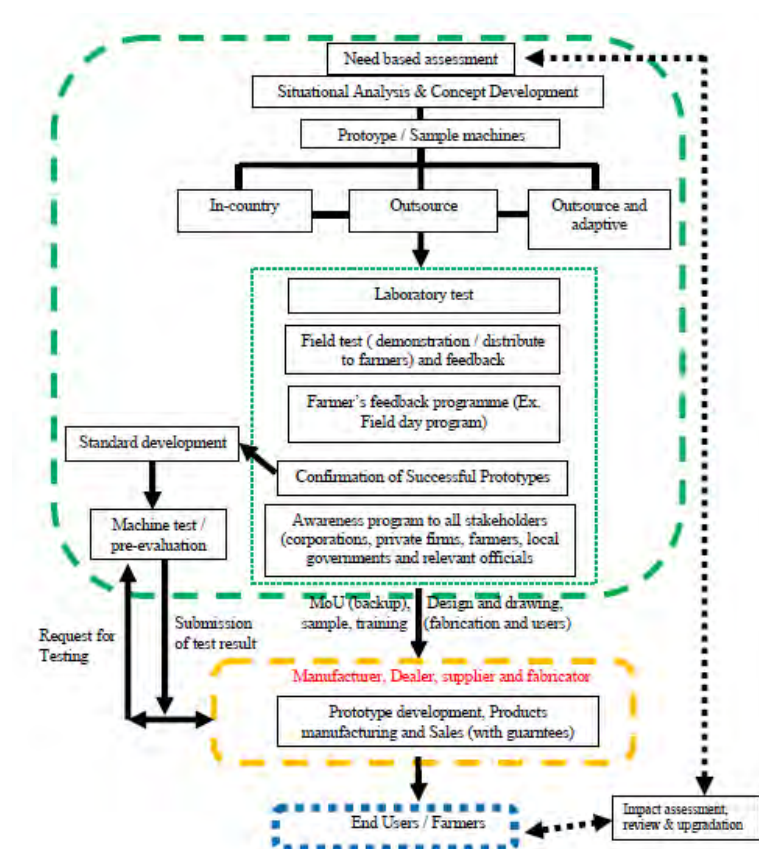 Need based assessment
Situational Analysis & Concept Development
Protoype / Sample machines
In-country
Outsource
Outsource and
adaptive
Laboratory test
Field test ( demonstration / distribute
to farmers) and feedback
Farmer's feedback programme (Ex.
Field day program)
Standard development
Confirmation of Successful Prototypes
Machine test /
pre-evaluation
Awareness program to all stakeholders
(corporations, private firms, farmers, local
governments and relevant officials
MoU (backup),
sample, training
Design and drawing,
(fabrication and users)
Request for
Testing
Submission
of test result
Manufacturer, Dealer, supplier and fabricator
Prototype development, Products
manufacturing and Sales (with guarntees)
End Users / Farmers
Impact assessment,
review & upgradation